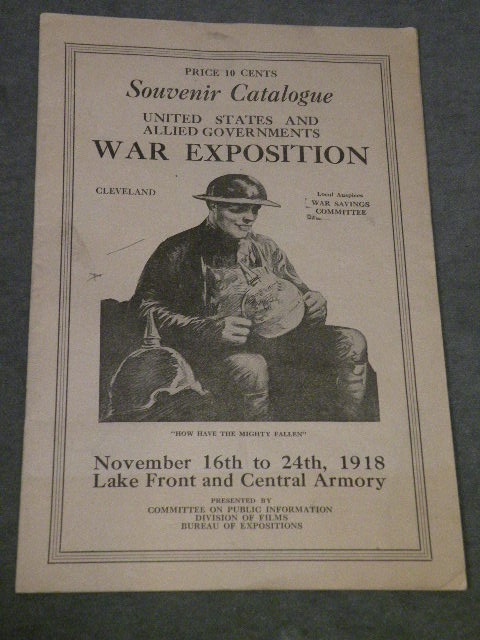 PRICE 10 CENTS
Souvenir Catalogue
UNITED STATES AND
ALLIED GOVERNMENTS
WAR EXPOSITION
CLEVELAND
Local Auspices
WAR SAVINGS
COMMITTEE
"HOW HAVE THE MIGHTY FALLEN"
November 16th to 24th, 1918
Lake Front and Central Armory
PRESENTED BY
COMMITTEE ON PUBLIC INFORMATION
DIVISION OF FILMS
BUREAU OF EXPOSITIONS